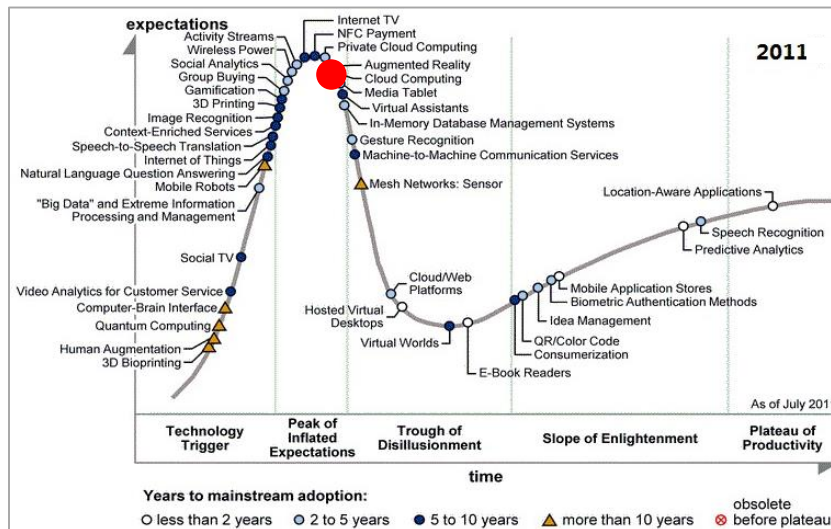 expectations
2011
Activity Streams
Wireless Power
Social Analytics
Group Buying
Gamification
3D Printing
Image Recognition
Context-Enriched Services
Speech-to-Speech Translation
Internet of Things
Natural Language Question Answering
Mobile Robots
"Big Data" and Extreme Information
Processing and Management
Social TV
Video Analytics for Customer Service
Computer-Brain Interface
Quantum Computing
Human Augmentation
3D Bioprinting
Internet TV
NFC Payment
Private Cloud Computing
Augmented Reality
Cloud Computing
Media Tablet
Virtual Assistants
In-Memory Database Management Systems
Gesture Recognition
Machine-to-Machine Communication Services
Mesh Networks: Sensor
Cloud/Web
Platforms
Hosted Virtual
Desktops
Virtual Worlds
E-Book Readers
Consumerization
QR/Color Code
Idea Management
Biometric Authentication Methods
Mobile Application Stores
Predictive Analytics
Speech Recognition
Location-Aware Applications
As of July 201
Technology
Trigger
Peak of
Inflated
Expectations
Trough of
Disillusionment
Slope of Enlightenment
Plateau of
Productivity
time
Years to mainstream adoption:
less than 2 years
2 to 5 years
5 to 10 years
more than 10 years
obsolete
before plateau